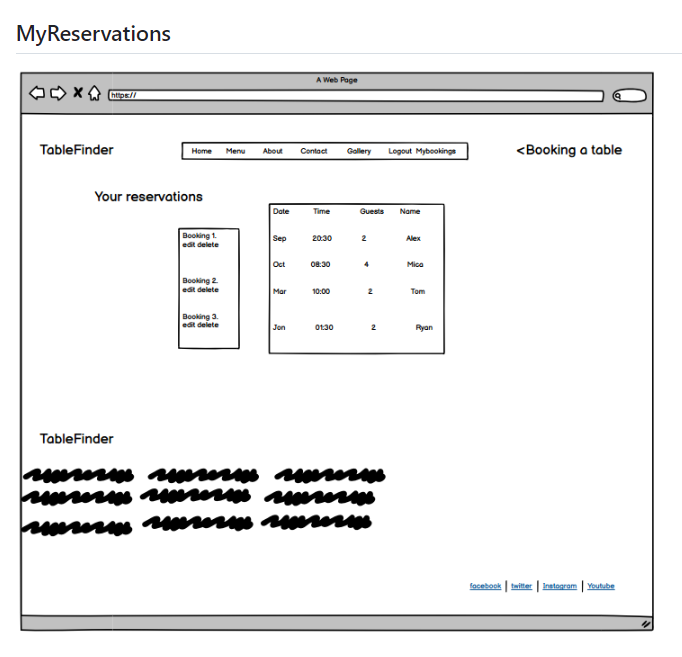 MyReservations
A Web Page
https://
TableFinder
Home Menu About Contact Gallery Logout Mybookings
<Booking a table
Your reservations
Booking 1.
edit delete
Booking 2.
edit delete
Booking 3.
edit delete
Date Time Guests Name
Sep 20:30 2 Alex
Oct 08:30 4 Mica
Mar 10:00 2 Tom
Jan 01:30 2 Ryan
TableFinder
facebook | twitter | Instagram | Youtube